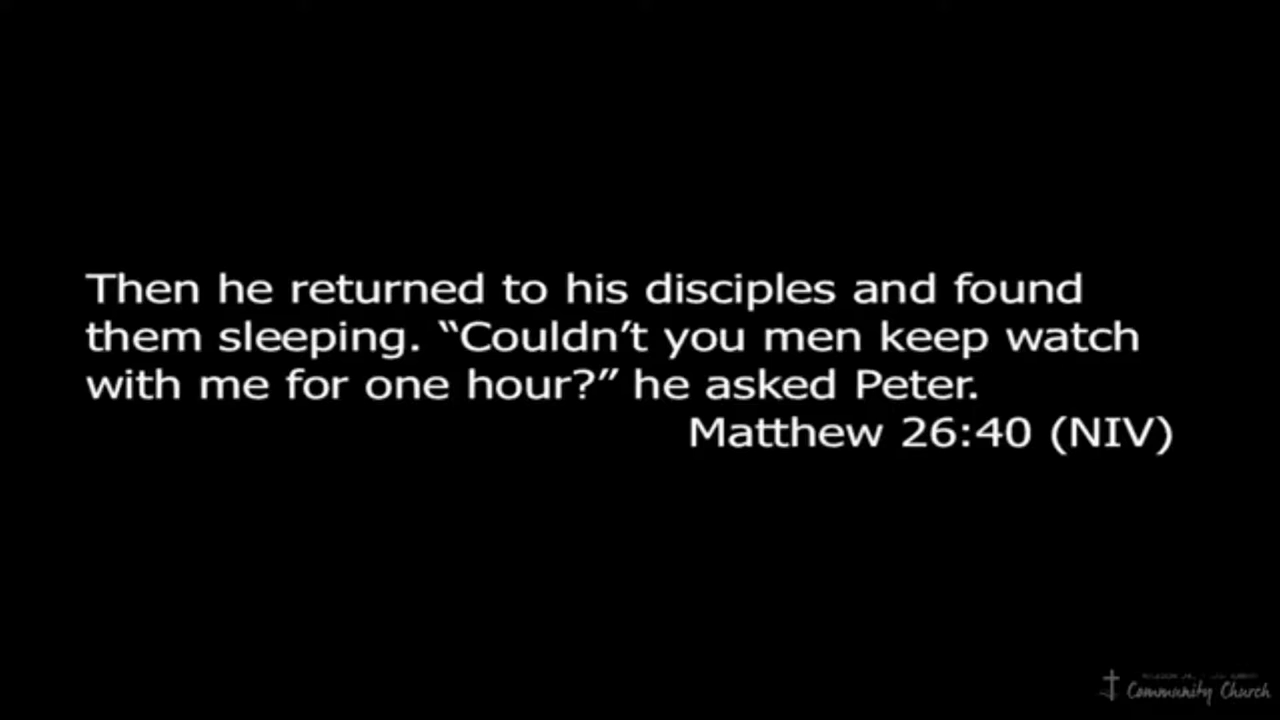 Then he returned to his disciples and found
them sleeping. “Couldn’t you men keep watch
with me for one hour?” he asked Peter.
Matthew 26:40 (NIV)
Community Church